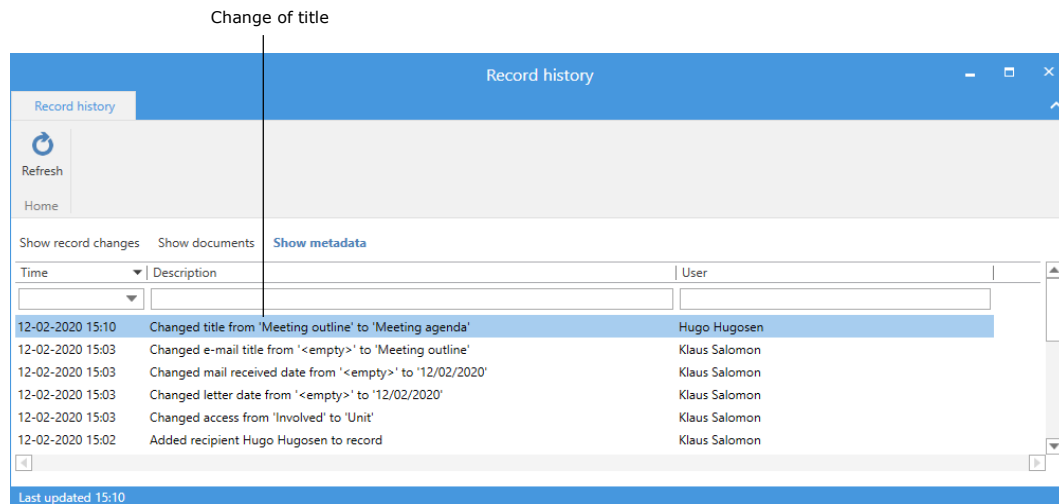 Change of title
Record history
Record history
Refresh
Home
Show record changes Show documents Show metadata
Time Description User
12-02-2020 15:10 Changed title from 'Meeting outline' to 'Meeting agenda' Hugo Hugosen
12-02-2020 15:03 Changed e-mail title from '<empty>' to 'Meeting outline' Klaus Salomon
12-02-2020 15:03 Changed mail received date from '<empty>' to '12/02/2020' Klaus Salomon
12-02-2020 15:03 Changed letter date from '<empty>' to '12/02/2020' Klaus Salomon
12-02-2020 15:03 Changed access from 'Involved' to 'Unit' Klaus Salomon
12-02-2020 15:02 Added recipient Hugo Hugosen to record Klaus Salomon
Last updated 15:10